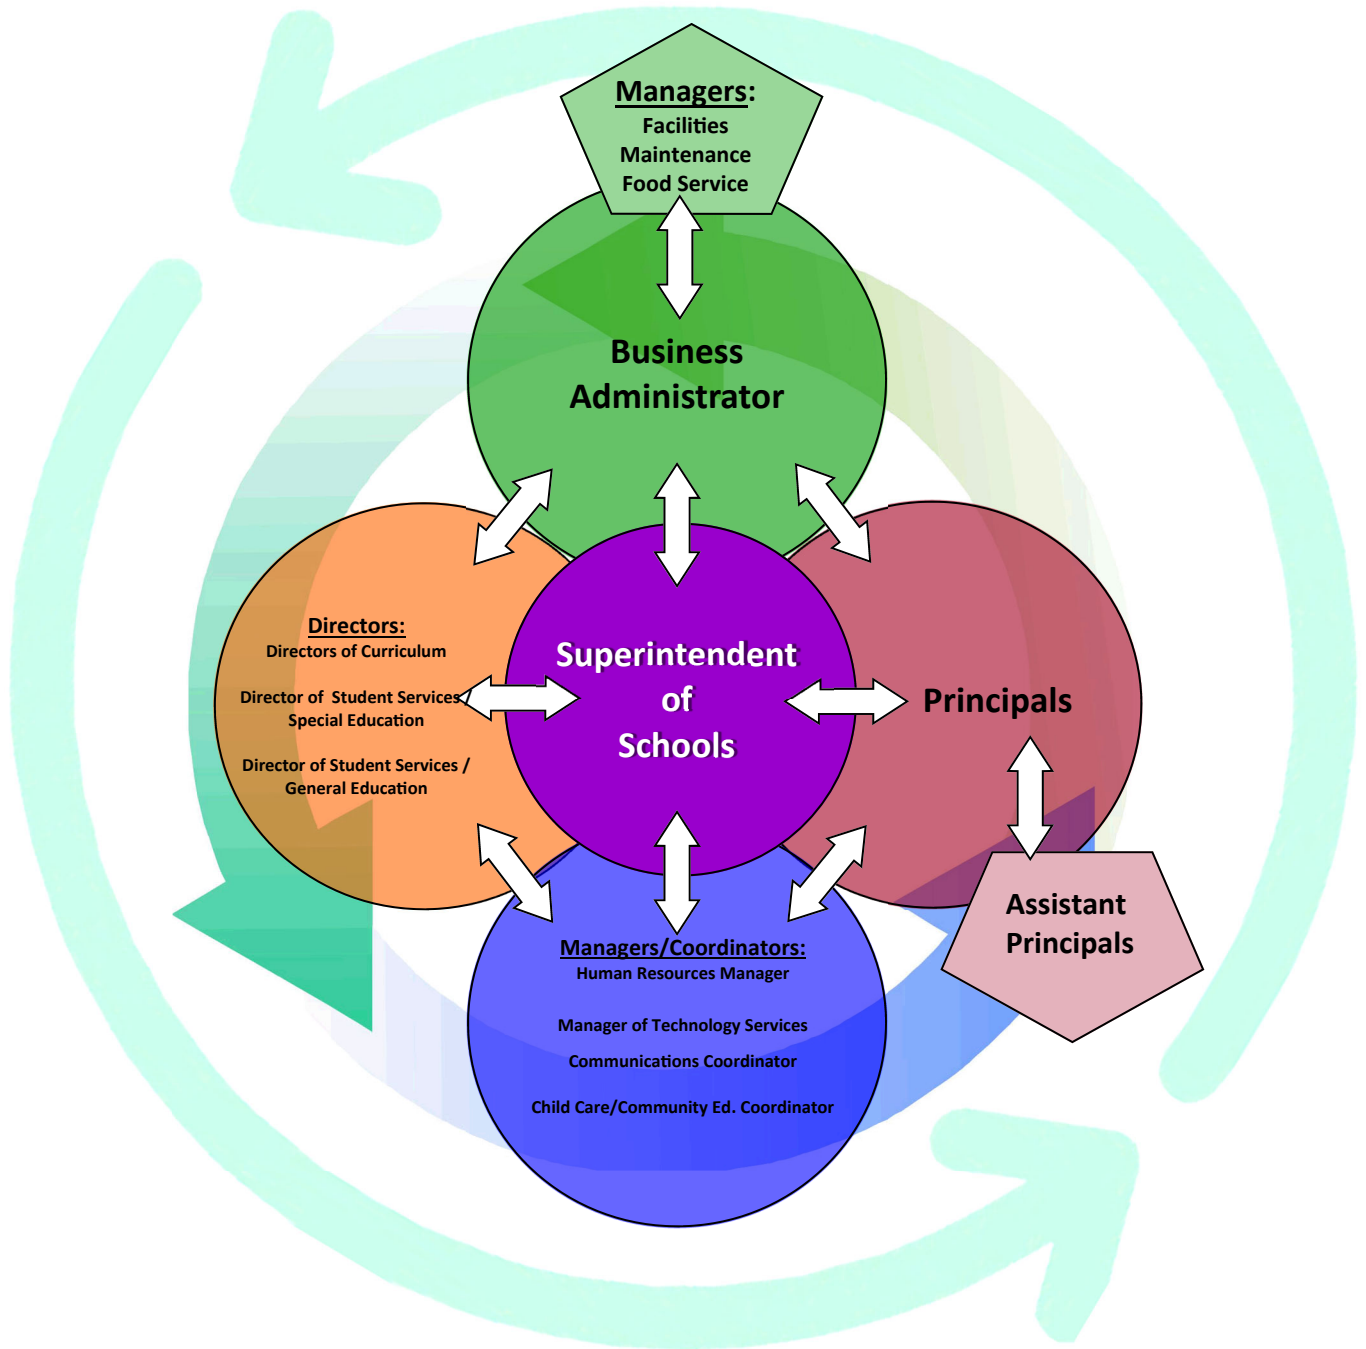 Managers:
Facilities
Maintenance
Food Service
Business
Administrator
Directors:
Directors of Curriculum
Director of Student Services /
Special Education
Director of Student Services /
General Education
Superintendent
of
Schools
Principals
Assistant
Principals
Managers/Coordinators:
Human Resources Manager
Manager of Technology Services
Communications Coordinator
Child Care/Community Ed. Coordinator